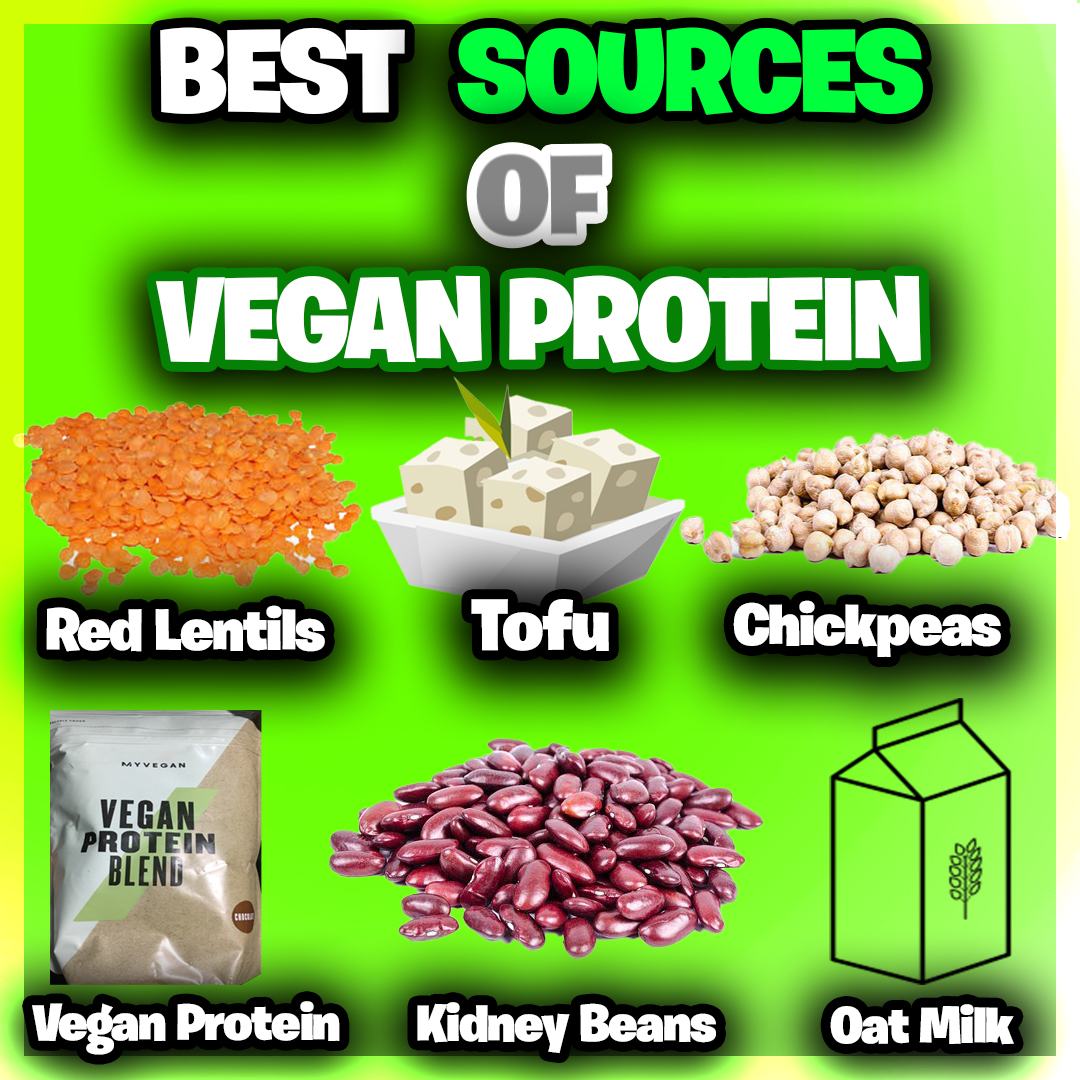 BEST SOURCES
OF
VEGAN PROTEIN
Red Lentils
Tofu
Chickpeas
MYVEGAN
VEGAN
PROTEIN
BLEND
Vegan Protein
Kidney Beans
Oat Milk